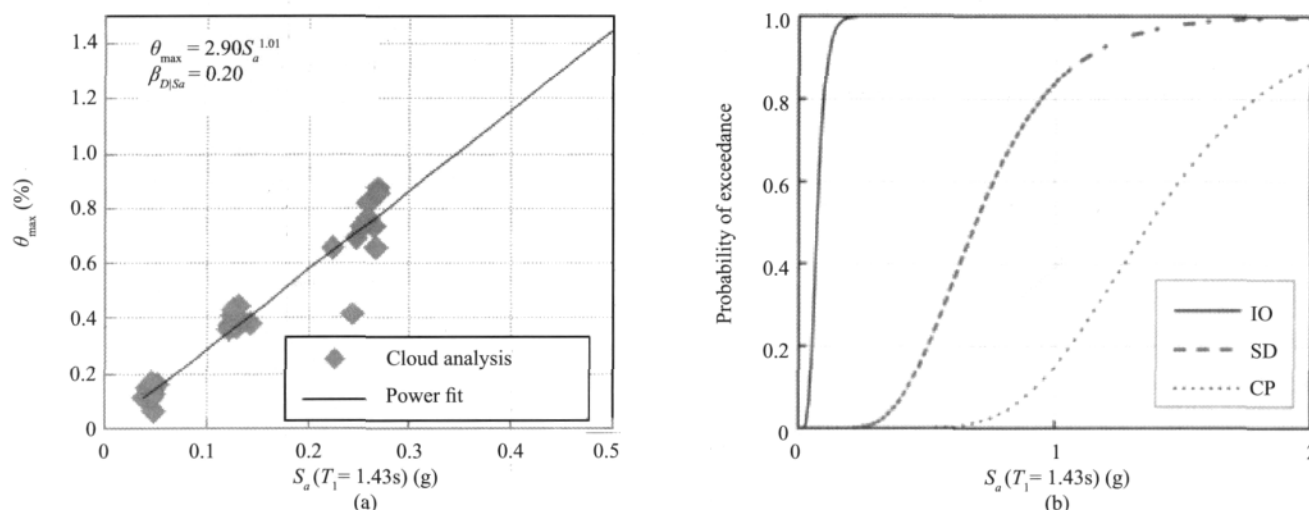 1.4
1.2
1.0
0.8
0.6
0.4
0.2
0
θmax (%)
θmax = 2.90Sa^1.01
βD|Sa = 0.20
Cloud analysis
Power fit
0.1 0.2 0.3 0.4 0.5
Sa (T1 = 1.43s) (g)
(a)
1.0
0.8
0.6
0.4
0.2
0
Probability of exceedance
IO
SD
CP
0 1 2
Sa (T1 = 1.43s) (g)
(b)